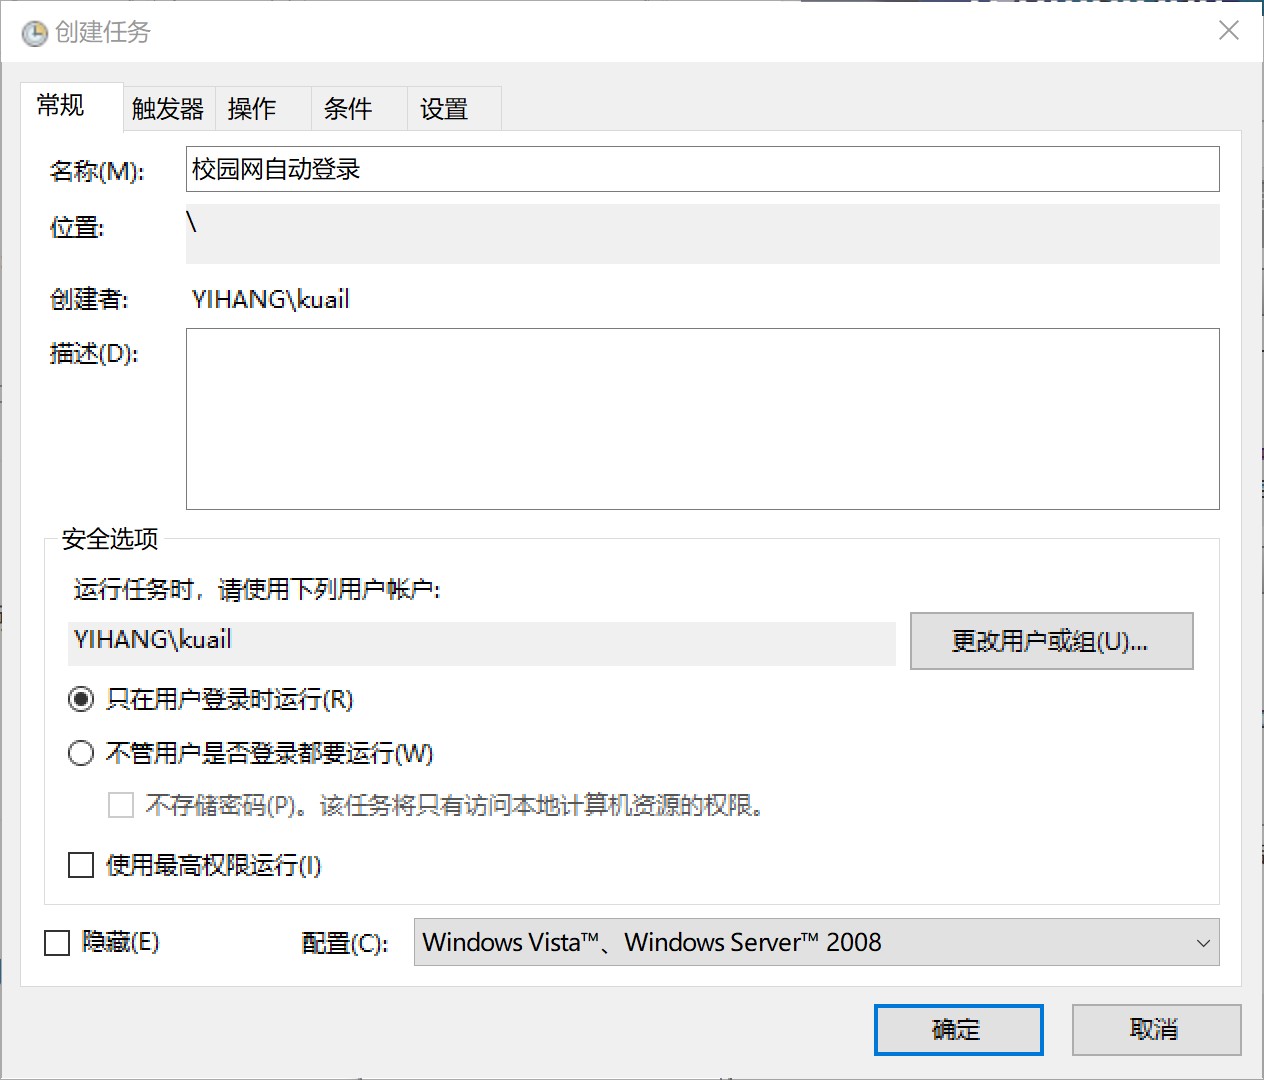 创建任务
常规 触发器 操作 条件 设置
名称(M): 校园网自动登录
位置: \
创建者: YIHANG\kuail
描述(D):
安全选项
运行任务时，请使用下列用户帐户:
YIHANG\kuail 更改用户或组(U)...
只在用户登录时运行(R)
不管用户是否登录都要运行(W)
不存储密码(P)。该任务将只有访问本地计算机资源的权限。
使用最高权限运行(I)
隐藏(E) 配置(C): Windows Vista™、Windows Server™ 2008
确定 取消